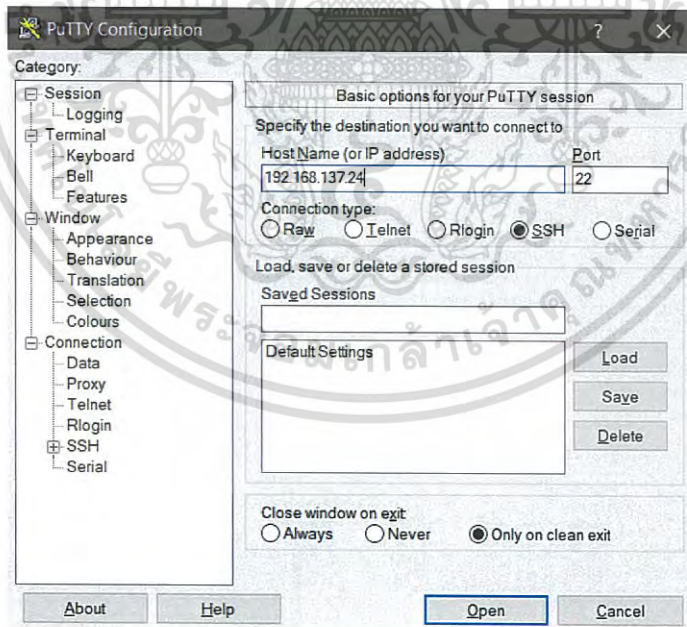 PuTTY Configuration ? ×
Category:
Session
Logging
Terminal
Keyboard
Bell
Features
Window
Appearance
Behaviour
Translation
Selection
Colours
Connection
Data
Proxy
Telnet
Rlogin
SSH
Serial
Basic options for your PuTTY session
Specify the destination you want to connect to
Host Name (or IP address) Port
192.168.137.24 22
Connection type:
Raw Telnet Rlogin SSH Serial
Load, save or delete a stored session
Saved Sessions
Default Settings
Load
Save
Delete
Close window on exit:
Always Never Only on clean exit
About Help Open Cancel